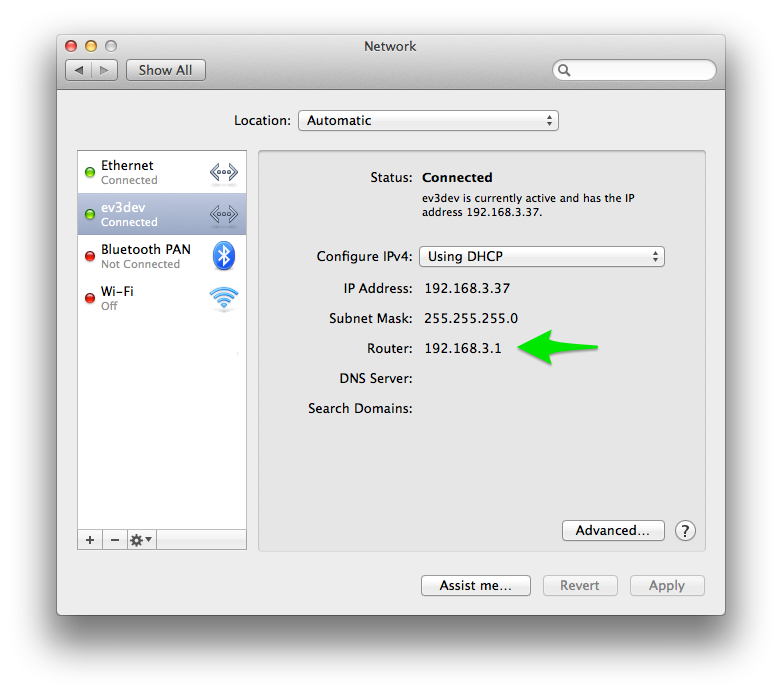 Network
Show All
Location: Automatic
Ethernet
Connected
ev3dev
Connected
Bluetooth PAN
Not Connected
Wi-Fi
Off
+ −
Status: Connected
ev3dev is currently active and has the IP
address 192.168.3.37.
Configure IPv4: Using DHCP
IP Address: 192.168.3.37
Subnet Mask: 255.255.255.0
Router: 192.168.3.1
DNS Server:
Search Domains:
Advanced... ?
Assist me... Revert Apply